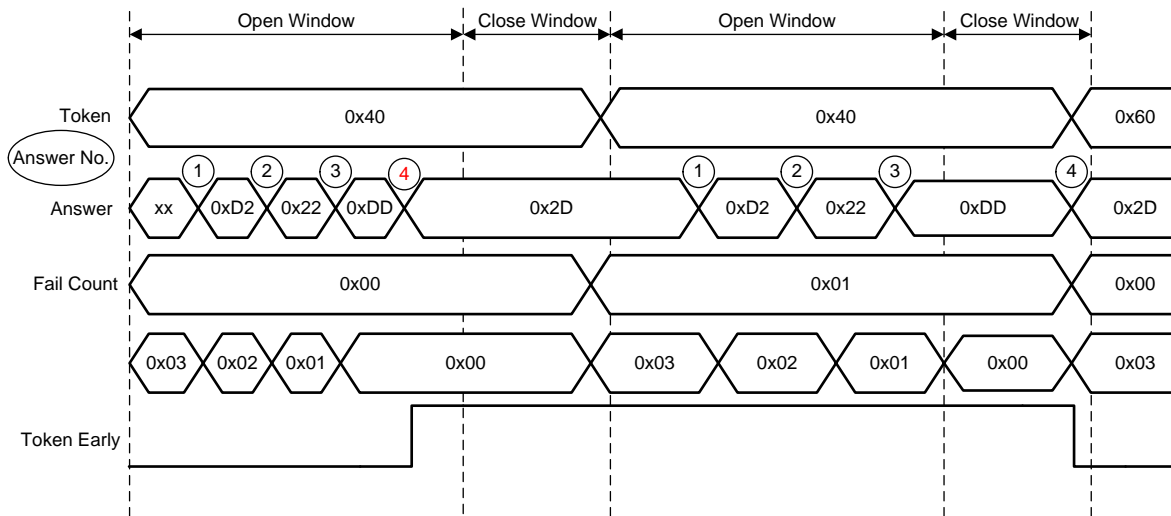 Open Window Close Window Open Window Close Window
Token 0x40 0x40 0x60
Answer No. 1 2 3 4 1 2 3 4
Answer xx 0xD2 0x22 0xDD 0x2D 0xD2 0x22 0xDD 0x2D
Fail Count 0x00 0x01 0x00
0x03 0x02 0x01 0x00 0x03 0x02 0x01 0x00 0x03
Token Early